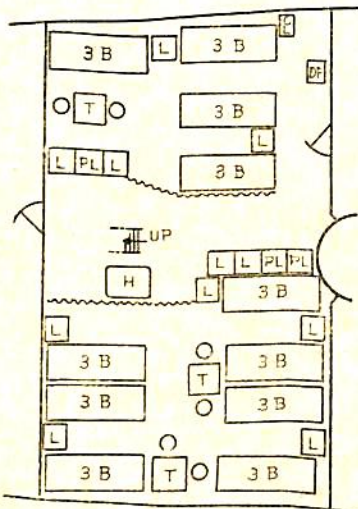 3 B L 3 B
DF
T 3 B
L
L PL L 3 B
UP
L L PL PL
H L 3 B
L L
3 B 3 B
T
3 B 3 B
L L
3 B T 3 B